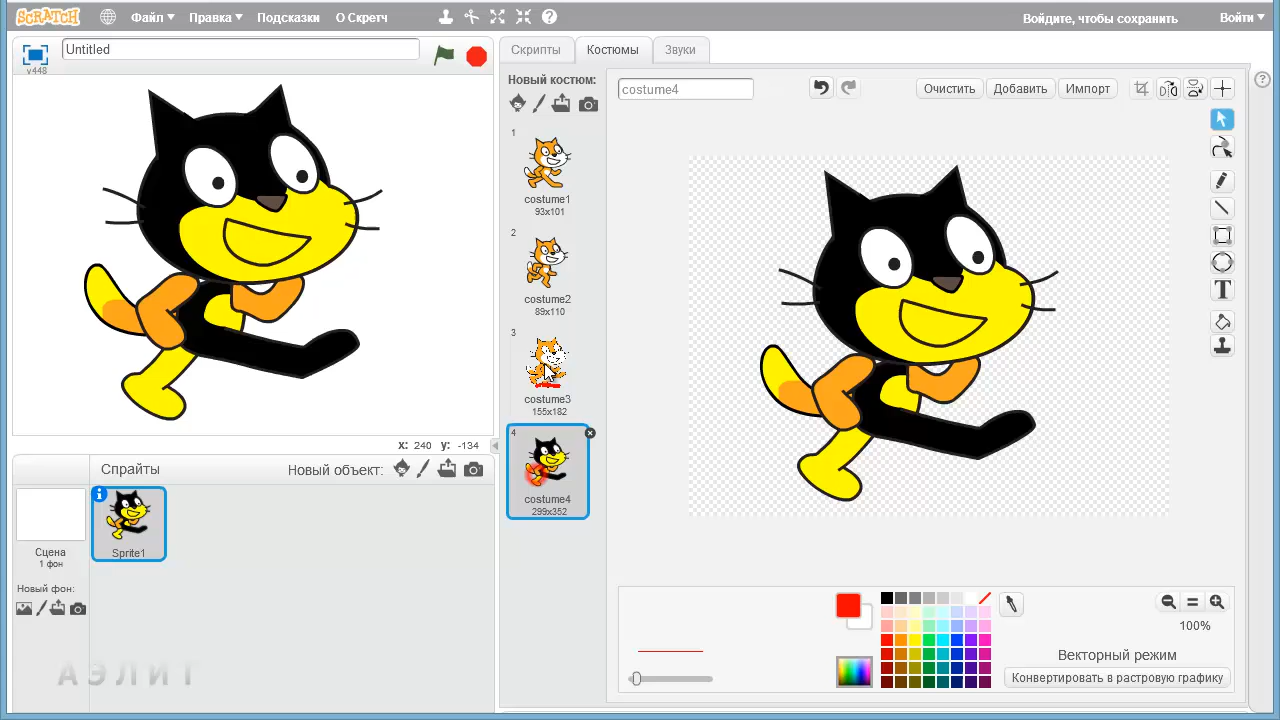 SCRATCH
Файл
Правка
Подсказки
О Скретч
Войдите, чтобы сохранить
Войти
v448
Untitled
Скрипты
Костюмы
Звуки
Новый костюм:
1
costume1
93x101
2
costume2
89x110
3
costume3
155x182
4
costume4
299x352
costume4
Очистить
Добавить
Импорт
T
x: 240 y: -134
Спрайты
Новый объект:
Сцена
1 фон
Новый фон:
Sprite1
АЭЛИТ
100%
Векторный режим
Конвертировать в растровую графику